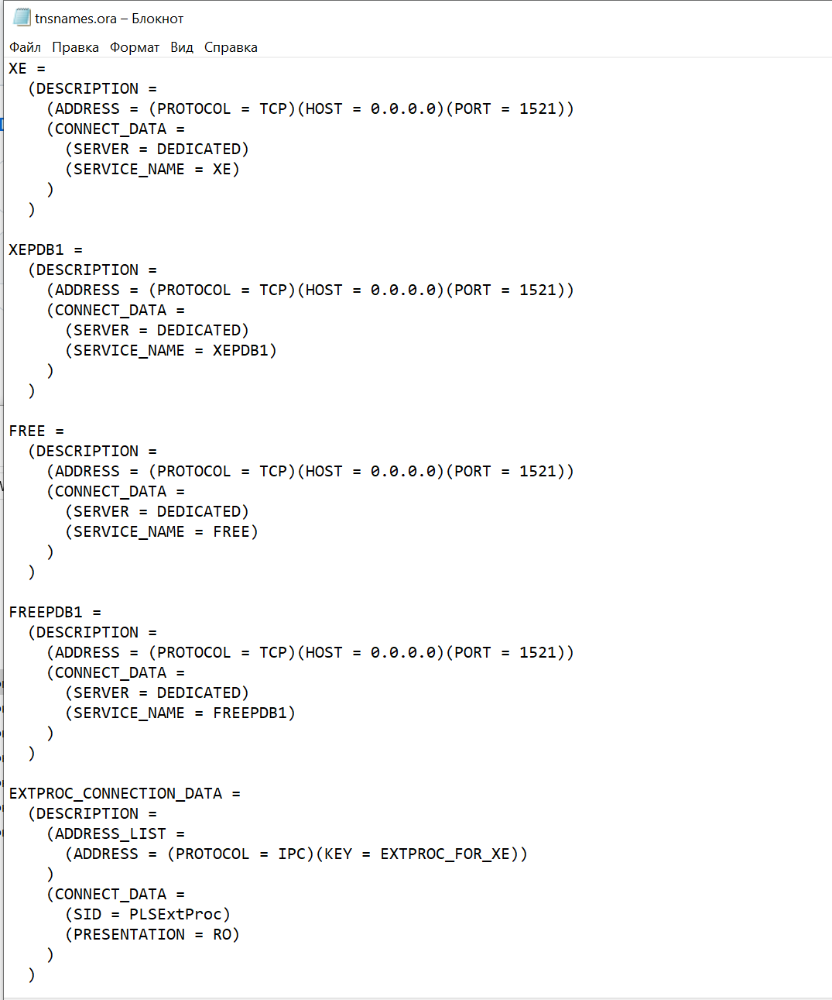 tnsnames.ora – Блокнот
Файл Правка Формат Вид Справка
XE =
  (DESCRIPTION =
    (ADDRESS = (PROTOCOL = TCP)(HOST = 0.0.0.0)(PORT = 1521))
    (CONNECT_DATA =
      (SERVER = DEDICATED)
      (SERVICE_NAME = XE)
    )
  )

XEPDB1 =
  (DESCRIPTION =
    (ADDRESS = (PROTOCOL = TCP)(HOST = 0.0.0.0)(PORT = 1521))
    (CONNECT_DATA =
      (SERVER = DEDICATED)
      (SERVICE_NAME = XEPDB1)
    )
  )

FREE =
  (DESCRIPTION =
    (ADDRESS = (PROTOCOL = TCP)(HOST = 0.0.0.0)(PORT = 1521))
    (CONNECT_DATA =
      (SERVER = DEDICATED)
      (SERVICE_NAME = FREE)
    )
  )

FREEPDB1 =
  (DESCRIPTION =
    (ADDRESS = (PROTOCOL = TCP)(HOST = 0.0.0.0)(PORT = 1521))
    (CONNECT_DATA =
      (SERVER = DEDICATED)
      (SERVICE_NAME = FREEPDB1)
    )
  )

EXTPROC_CONNECTION_DATA =
  (DESCRIPTION =
    (ADDRESS_LIST =
      (ADDRESS = (PROTOCOL = IPC)(KEY = EXTPROC_FOR_XE))
    )
    (CONNECT_DATA =
      (SID = PLSExtProc)
      (PRESENTATION = RO)
    )
  )